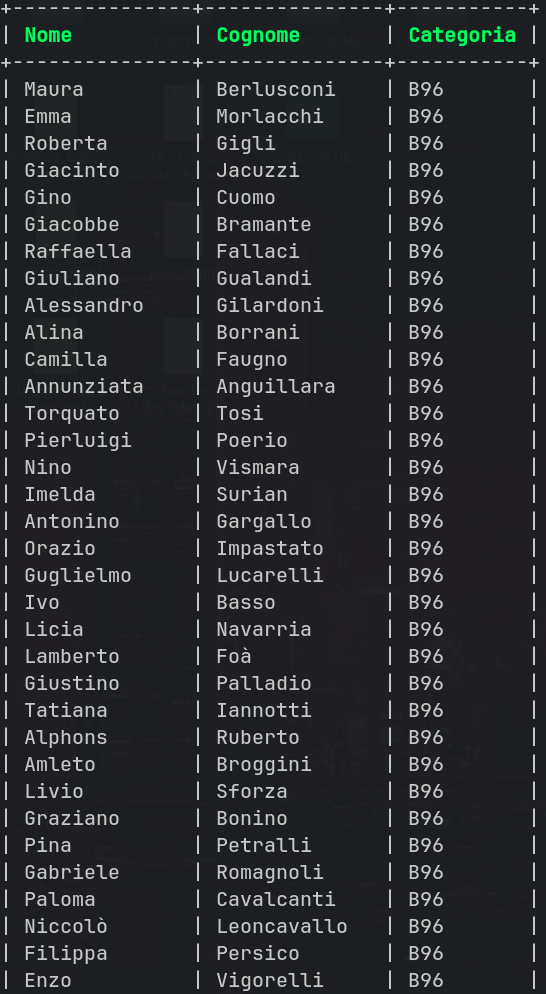 +---------------+---------------+-----------+
| Nome          | Cognome       | Categoria |
+---------------+---------------+-----------+
| Maura         | Berlusconi    | B96       |
| Emma          | Morlacchi     | B96       |
| Roberta       | Gigli         | B96       |
| Giacinto      | Jacuzzi       | B96       |
| Gino          | Cuomo         | B96       |
| Giacobbe      | Bramante      | B96       |
| Raffaella     | Fallaci       | B96       |
| Giuliano      | Gualandi      | B96       |
| Alessandro    | Gilardoni     | B96       |
| Alina         | Borrani       | B96       |
| Camilla       | Faugno        | B96       |
| Annunziata    | Anguillara    | B96       |
| Torquato      | Tosi          | B96       |
| Pierluigi     | Poerio        | B96       |
| Nino          | Vismara       | B96       |
| Imelda        | Surian        | B96       |
| Antonino      | Gargallo      | B96       |
| Orazio        | Impastato     | B96       |
| Guglielmo     | Lucarelli     | B96       |
| Ivo           | Basso         | B96       |
| Licia         | Navarria      | B96       |
| Lamberto      | Foà           | B96       |
| Giustino      | Palladio      | B96       |
| Tatiana       | Iannotti      | B96       |
| Alphons       | Ruberto       | B96       |
| Amleto        | Broggini      | B96       |
| Livio         | Sforza        | B96       |
| Graziano      | Bonino        | B96       |
| Pina          | Petralli      | B96       |
| Gabriele      | Romagnoli     | B96       |
| Paloma        | Cavalcanti    | B96       |
| Niccolò       | Leoncavallo   | B96       |
| Filippa       | Persico       | B96       |
| Enzo          | Vigorelli     | B96       |